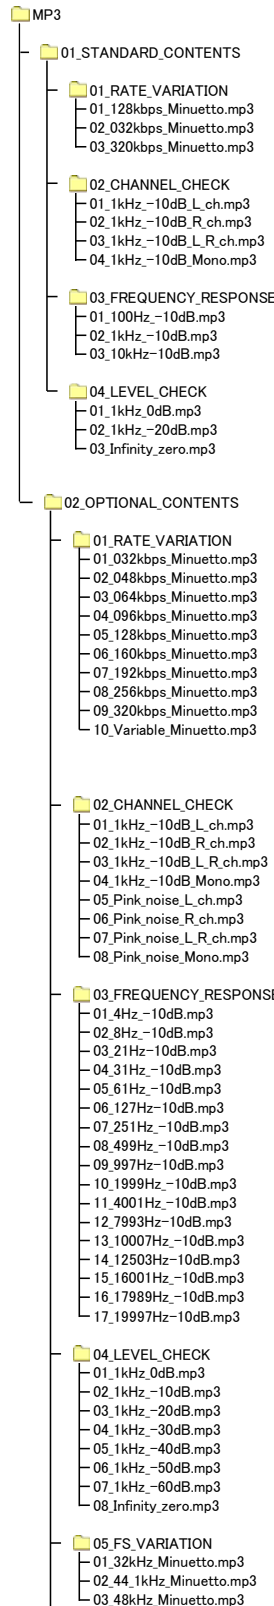 MP3
01_STANDARD_CONTENTS
01_RATE_VARIATION
01_128kbps_Minuetto.mp3
02_032kbps_Minuetto.mp3
03_320kbps_Minuetto.mp3
02_CHANNEL_CHECK
01_1kHz_-10dB_L_ch.mp3
02_1kHz_-10dB_R_ch.mp3
03_1kHz_-10dB_L_R_ch.mp3
04_1kHz_-10dB_Mono.mp3
03_FREQUENCY_RESPONSE
01_100Hz_-10dB.mp3
02_1kHz_-10dB.mp3
03_10kHz-10dB.mp3
04_LEVEL_CHECK
01_1kHz_0dB.mp3
02_1kHz_-20dB.mp3
03_Infinity_zero.mp3
02_OPTIONAL_CONTENTS
01_RATE_VARIATION
01_032kbps_Minuetto.mp3
02_048kbps_Minuetto.mp3
03_064kbps_Minuetto.mp3
04_096kbps_Minuetto.mp3
05_128kbps_Minuetto.mp3
06_160kbps_Minuetto.mp3
07_192kbps_Minuetto.mp3
08_256kbps_Minuetto.mp3
09_320kbps_Minuetto.mp3
10_Variable_Minuetto.mp3
02_CHANNEL_CHECK
01_1kHz_-10dB_L_ch.mp3
02_1kHz_-10dB_R_ch.mp3
03_1kHz_-10dB_L_R_ch.mp3
04_1kHz_-10dB_Mono.mp3
05_Pink_noise_L_ch.mp3
06_Pink_noise_R_ch.mp3
07_Pink_noise_L_R_ch.mp3
08_Pink_noise_Mono.mp3
03_FREQUENCY_RESPONSE
01_4Hz_-10dB.mp3
02_8Hz_-10dB.mp3
03_21Hz-10dB.mp3
04_31Hz_-10dB.mp3
05_61Hz_-10dB.mp3
06_127Hz-10dB.mp3
07_251Hz_-10dB.mp3
08_499Hz_-10dB.mp3
09_997Hz-10dB.mp3
10_1999Hz_-10dB.mp3
11_4001Hz_-10dB.mp3
12_7993Hz-10dB.mp3
13_10007Hz_-10dB.mp3
14_12503Hz-10dB.mp3
15_16001Hz_-10dB.mp3
16_17989Hz_-10dB.mp3
17_19997Hz-10dB.mp3
04_LEVEL_CHECK
01_1kHz_0dB.mp3
02_1kHz_-10dB.mp3
03_1kHz_-20dB.mp3
04_1kHz_-30dB.mp3
05_1kHz_-40dB.mp3
06_1kHz_-50dB.mp3
07_1kHz_-60dB.mp3
08_Infinity_zero.mp3
05_FS_VARIATION
01_32kHz_Minuetto.mp3
02_44_1kHz_Minuetto.mp3
03_48kHz_Minuetto.mp3